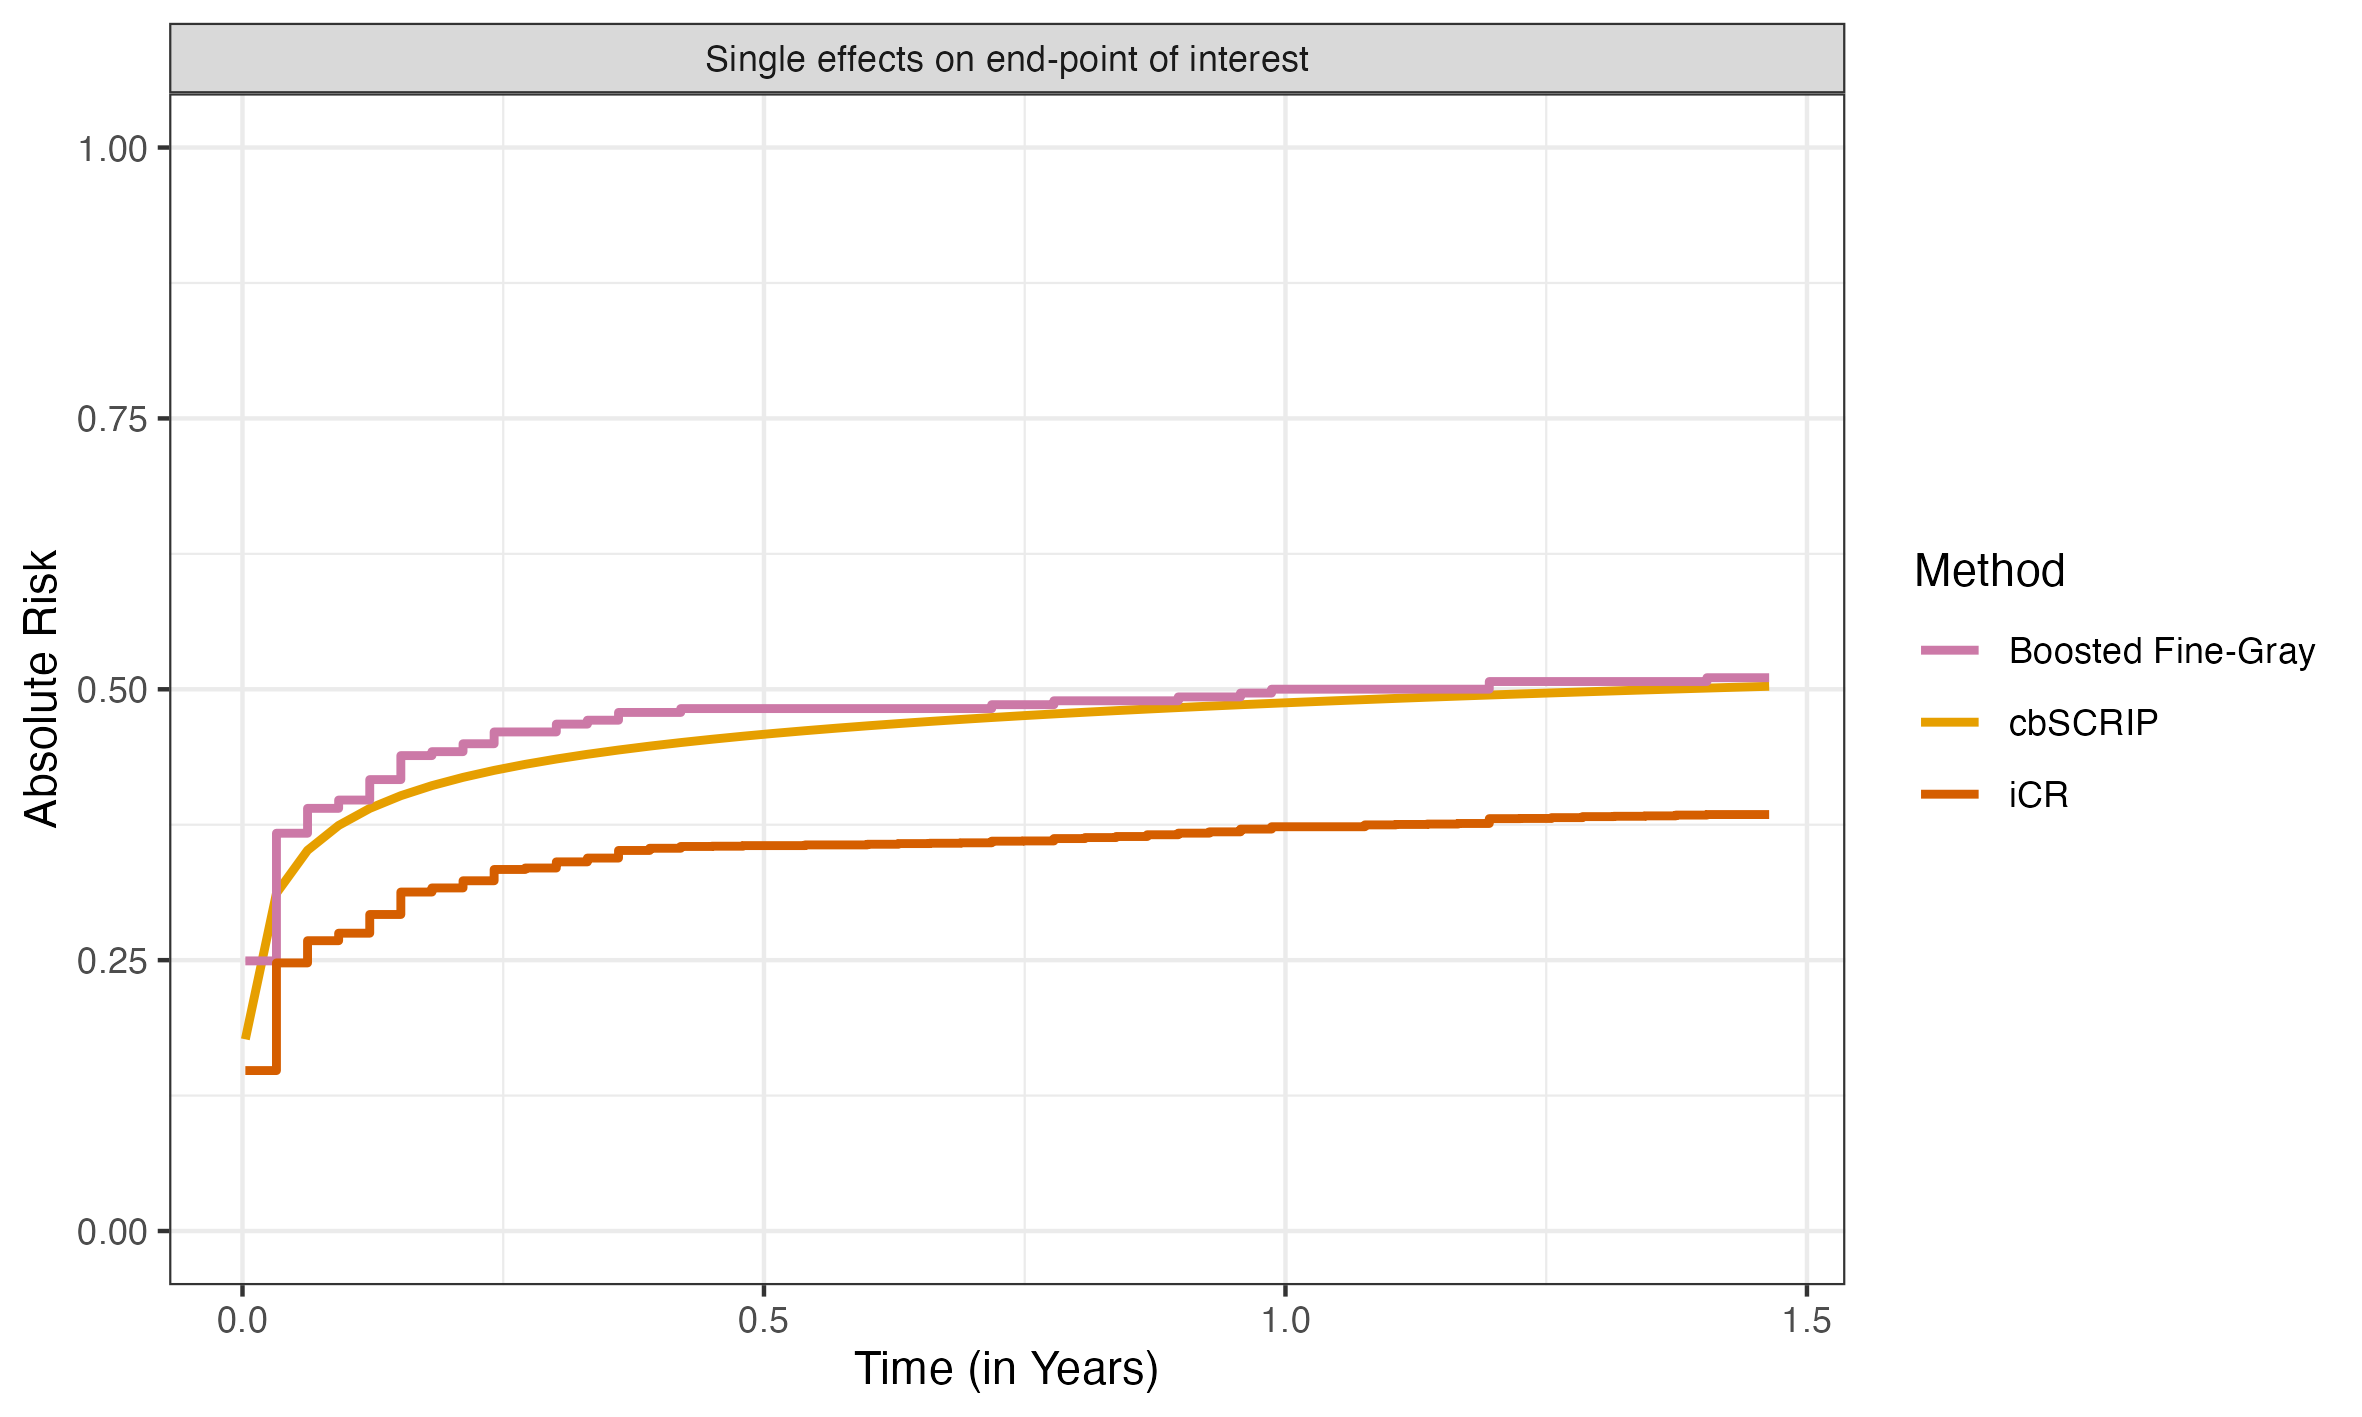 Single effects on end-point of interest
1.00
0.75
0.50
0.25
0.00
Absolute Risk
0.0
0.5
1.0
1.5
Time (in Years)
Method
Boosted Fine-Gray
cbSCRIP
iCR